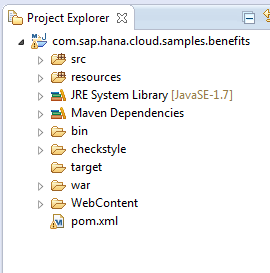 Project Explorer
com.sap.hana.cloud.samples.benefits
src
resources
JRE System Library [JavaSE-1.7]
Maven Dependencies
bin
checkstyle
target
war
WebContent
pom.xml